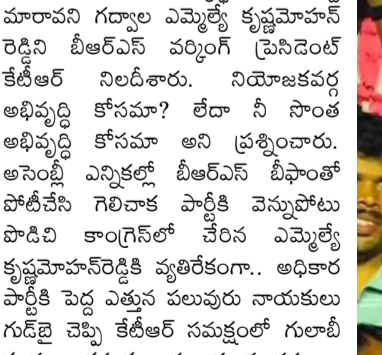 మారావని గద్వాల ఎమ్మెల్యే కృష్ణమోహన్
రెడ్డిని బీఆర్ఎస్ వర్కింగ్ ప్రెసిడెంట్
కేటీఆర్ నిలదీశారు. నియోజకవర్గ
అభివృద్ధి కోసమా? లేదా నీ సొంత
అభివృద్ధి కోసమా అని ప్రశ్నించారు.
అసెంబ్లీ ఎన్నికల్లో బీఆర్ఎస్ బీఫాంతో
పోటీచేసి గెలిచాక పార్టీకి వెన్నుపోటు
పొడిచి కాంగ్రెస్‌లో చేరిన ఎమ్మెల్యే
కృష్ణమోహన్‌రెడ్డికి వ్యతిరేకంగా.. అధికార
పార్టీకి పెద్ద ఎత్తున పలువురు నాయకులు
గుడ్‌బై చెప్పి కేటీఆర్ సమక్షంలో గులాబీ